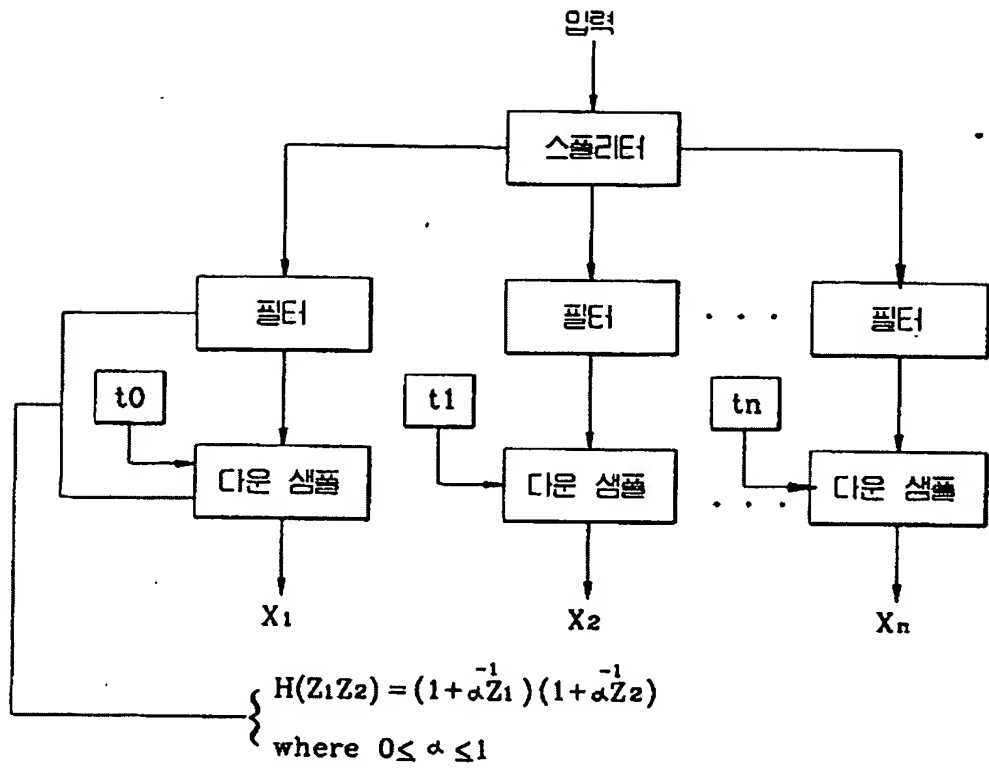 입력
스플리터
필터
필터
. . .
필터
t0
t1
tn
다운 샘플
다운 샘플
. . .
다운 샘플
X1
X2
Xn
H(Z1Z2) = (1+αZ1⁻¹)(1+αZ2⁻¹)
where 0≤ α ≤1